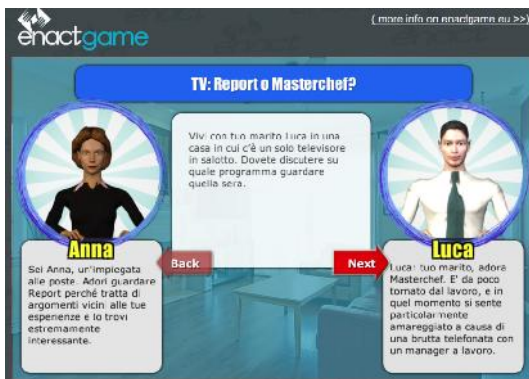 enactgame
( more info on enactgame.eu >>)
TV: Report o Masterchef?
Vivi con tuo marito Luca in una
casa in cui c'è un solo televisore
in salotto. Dovete discutere su
quale programma guardare
quella sera.
Anna
Luca
Back
Next
Sei Anna, un'impiegata
alle poste. Adori guardare
Report perché tratta di
argomenti vicini alle tue
esperienze e lo trovi
estremamente
interessante.
Luca: tuo marito, adora
Masterchef. E' da poco
tornato dal lavoro, e in
quel momento si sente
particolarmente
amareggiato a causa di
una brutta telefonata con
un manager a lavoro.